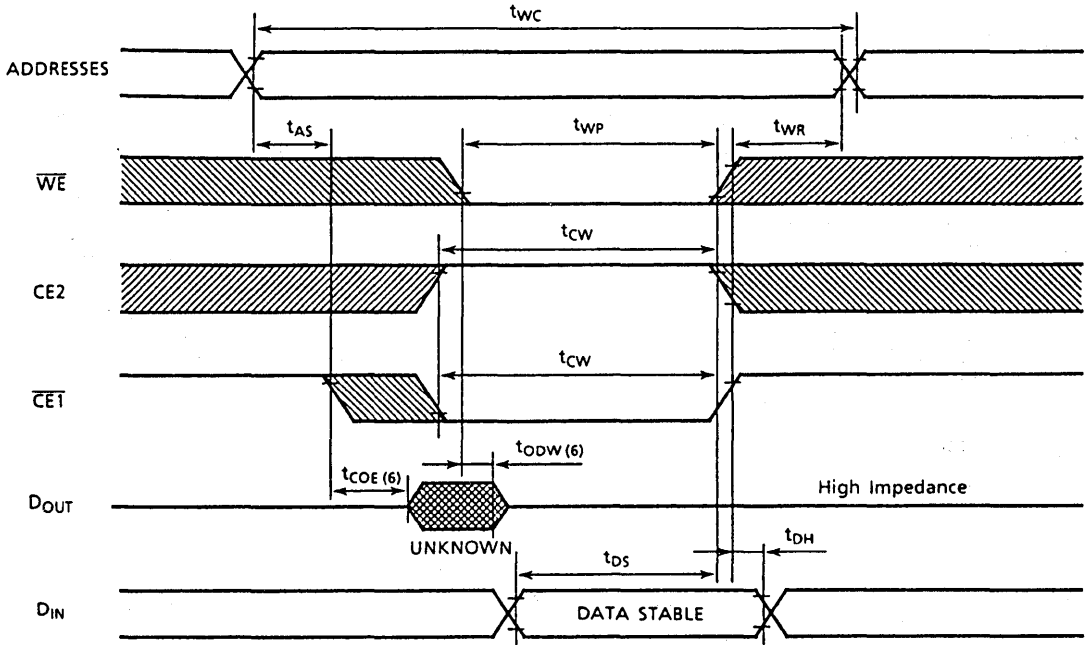 tWC
ADDRESSES
tAS
tWP
tWR
WE
tCW
CE2
tCW
CE1
tODW (6)
tCOE (6)
DOUT
High Impedance
UNKNOWN
tDH
tDS
DIN
DATA STABLE